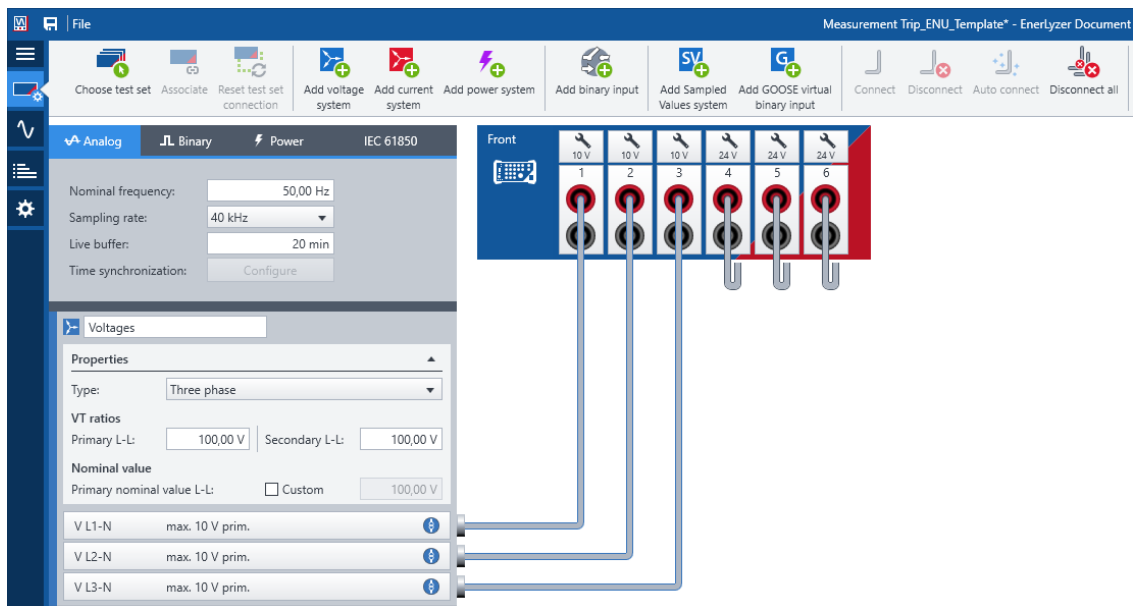 File
Measurement Trip_ENU_Template* - EnerLyzer Document
Choose test set
Associate
Reset test set
connection
Add voltage
system
Add current
system
Add power system
Add binary input
SV
Add Sampled
Values system
G
Add GOOSE virtual
binary input
Connect
Disconnect
Auto connect
Disconnect all
Analog
Binary
Power
IEC 61850
Nominal frequency: 50,00 Hz
Sampling rate: 40 kHz
Live buffer: 20 min
Time synchronization: Configure
Voltages
Properties
Type: Three phase
VT ratios
Primary L-L: 100,00 V Secondary L-L: 100,00 V
Nominal value
Primary nominal value L-L: Custom 100,00 V
V L1-N max. 10 V prim.
V L2-N max. 10 V prim.
V L3-N max. 10 V prim.
Front
10 V 10 V 10 V 24 V 24 V 24 V
1 2 3 4 5 6